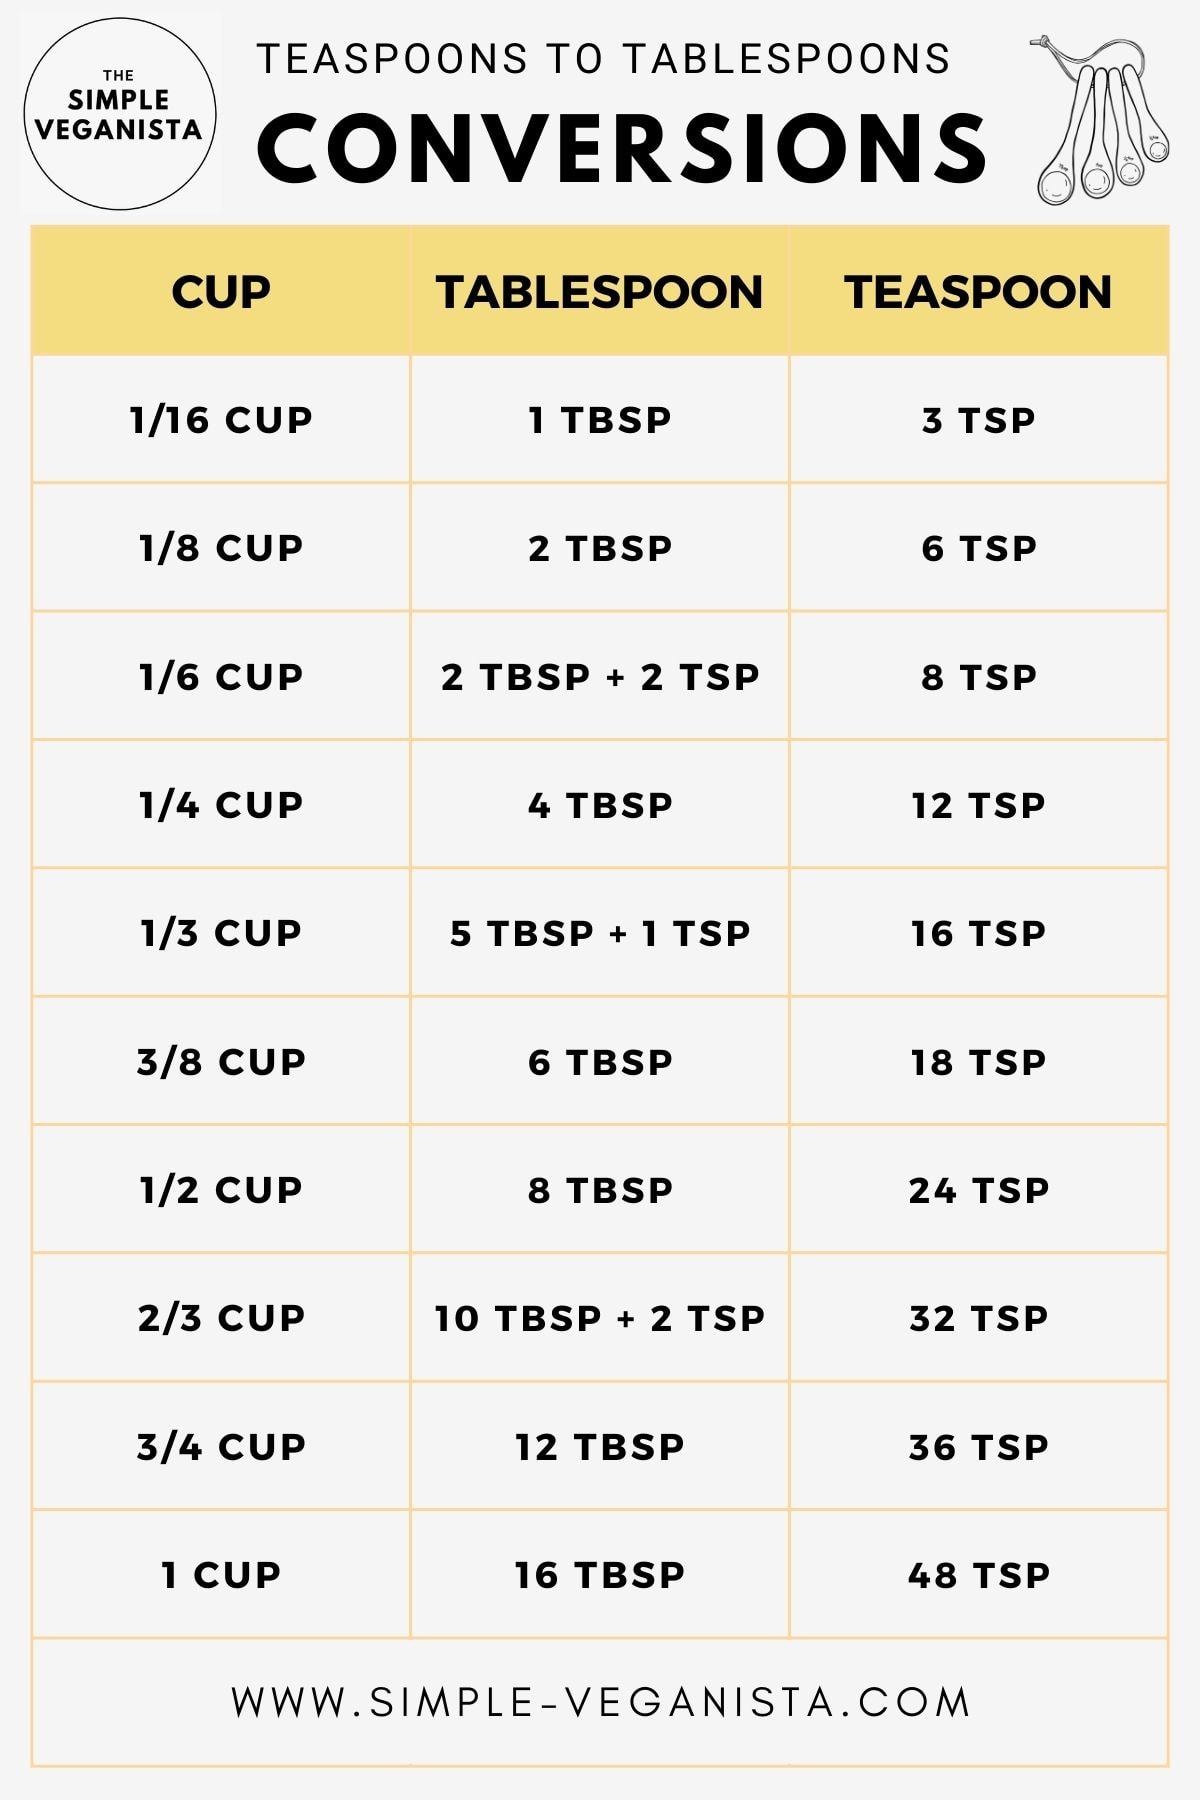 THE
SIMPLE
VEGANISTA
TEASPOONS TO TABLESPOONS
CONVERSIONS
CUP TABLESPOON TEASPOON
1/16 CUP 1 TBSP 3 TSP
1/8 CUP 2 TBSP 6 TSP
1/6 CUP 2 TBSP + 2 TSP 8 TSP
1/4 CUP 4 TBSP 12 TSP
1/3 CUP 5 TBSP + 1 TSP 16 TSP
3/8 CUP 6 TBSP 18 TSP
1/2 CUP 8 TBSP 24 TSP
2/3 CUP 10 TBSP + 2 TSP 32 TSP
3/4 CUP 12 TBSP 36 TSP
1 CUP 16 TBSP 48 TSP
WWW.SIMPLE-VEGANISTA.COM